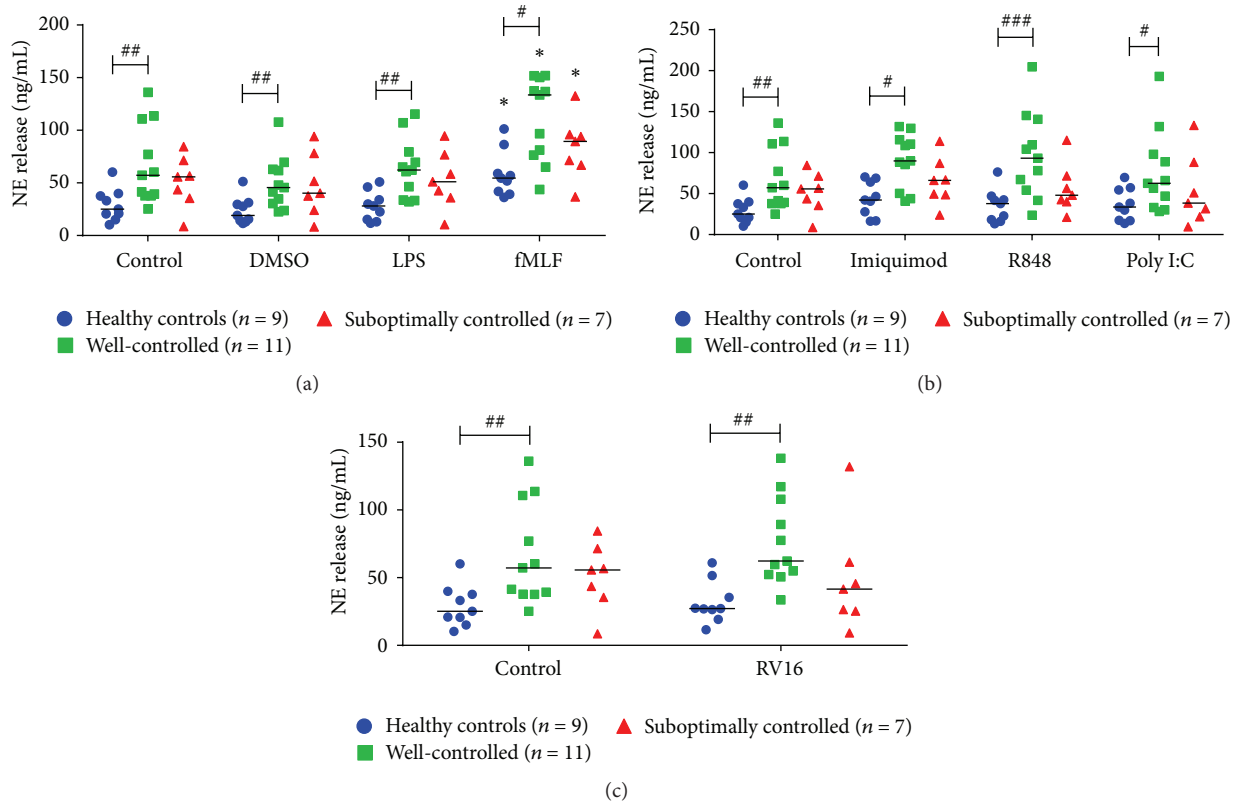 NE release (ng/mL)
200
150
100
50
0
##
##
##
#
*
*
*
Control DMSO LPS fMLF
Healthy controls (n = 9) Suboptimally controlled (n = 7)
Well-controlled (n = 11)
(a)
NE release (ng/mL)
250
200
150
100
50
0
##
#
###
#
Control Imiquimod R848 Poly I:C
Healthy controls (n = 9) Suboptimally controlled (n = 7)
Well-controlled (n = 11)
(b)
NE release (ng/mL)
150
100
50
0
##
##
Control RV16
Healthy controls (n = 9) Suboptimally controlled (n = 7)
Well-controlled (n = 11)
(c)